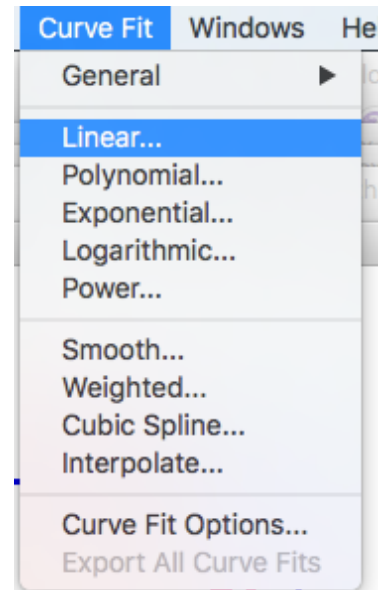 Curve Fit Windows He
General
Linear...
Polynomial...
Exponential...
Logarithmic...
Power...
Smooth...
Weighted...
Cubic Spline...
Interpolate...
Curve Fit Options...
Export All Curve Fits